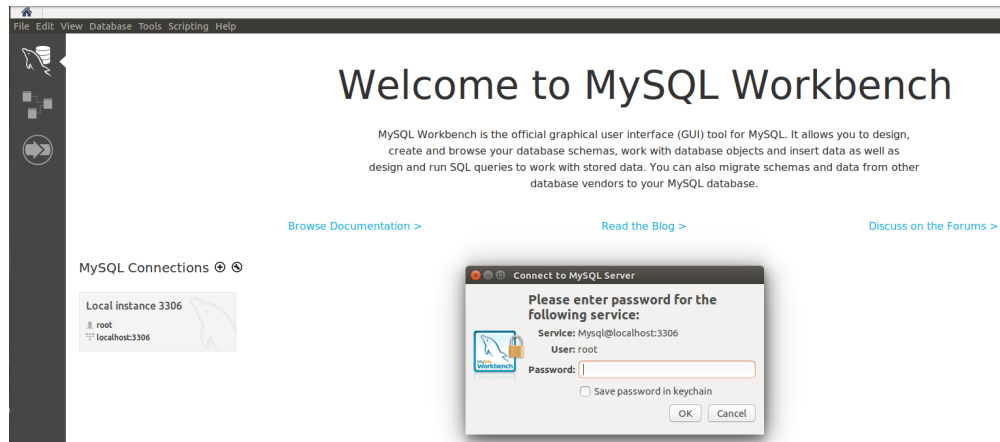 File Edit View Database Tools Scripting Help
Welcome to MySQL Workbench
MySQL Workbench is the official graphical user interface (GUI) tool for MySQL. It allows you to design,
create and browse your database schemas, work with database objects and insert data as well as
design and run SQL queries to work with stored data. You can also migrate schemas and data from other
database vendors to your MySQL database.
Browse Documentation > Read the Blog > Discuss on the Forums >
MySQL Connections
Local instance 3306
root
localhost:3306
Connect to MySQL Server
Please enter password for the
following service:
Service: Mysql@localhost:3306
User: root
Password:
MySQL
Workbench
Save password in keychain
OK Cancel